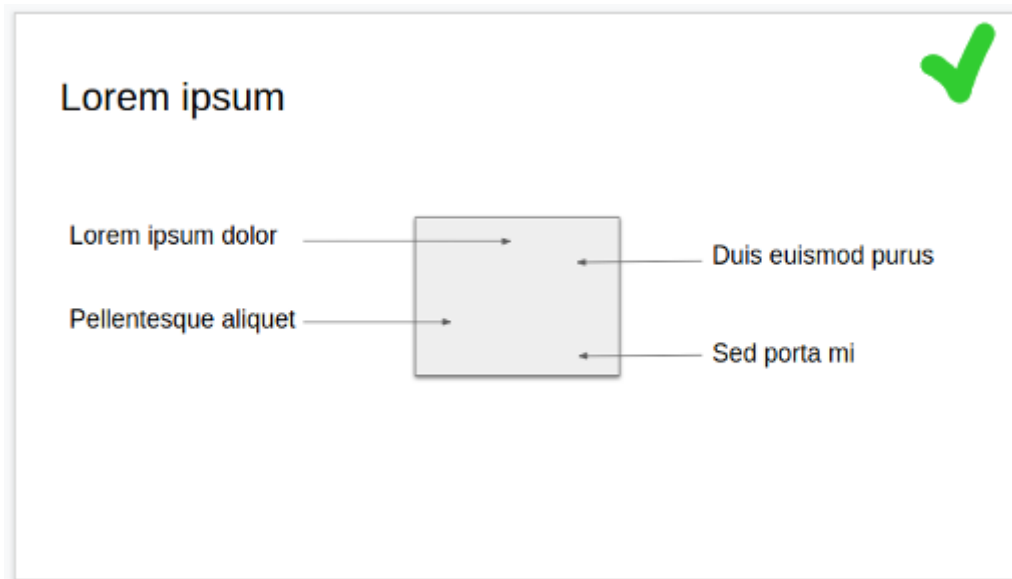 Lorem ipsum
Lorem ipsum dolor
Duis euismod purus
Pellentesque aliquet
Sed porta mi